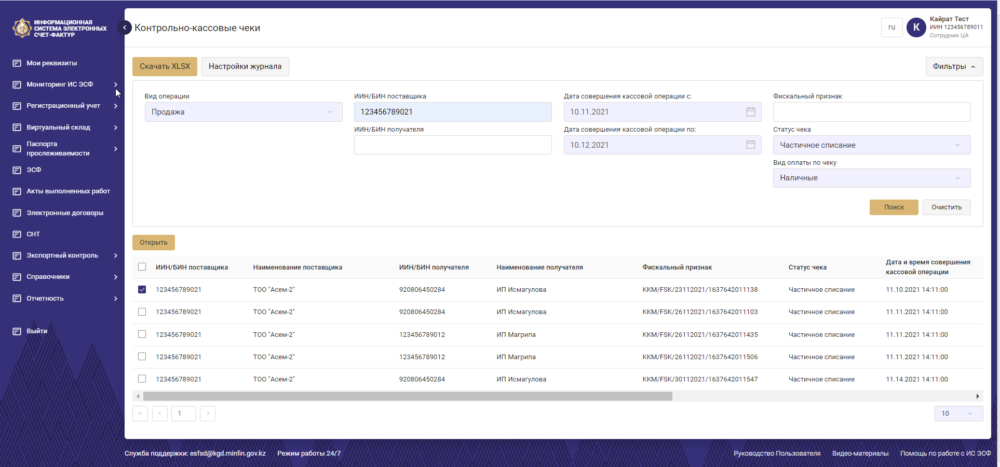 ИНФОРМАЦИОННАЯ
СИСТЕМА ЭЛЕКТРОННЫХ
СЧЕТ-ФАКТУР
Мои реквизиты
Мониторинг ИС ЭСФ
Регистрационный учет
Виртуальный склад
Паспорта
прослеживаемости
ЭСФ
Акты выполненных работ
Электронные договоры
СНТ
Экспортный контроль
Справочники
Отчетность
Выйти
Контрольно-кассовые чеки
ru
К
Кайрат Тест
ИИН 123456789011
Сотрудник ЦА
Скачать XLSX
Настройки журнала
Фильтры
Вид операции
Продажа
ИИН/БИН поставщика
123456789021
ИИН/БИН получателя
Дата совершения кассовой операции с:
10.11.2021
Дата совершения кассовой операции по:
10.12.2021
Фискальный признак
Статус чека
Частичное списание
Вид оплаты по чеку
Наличные
Поиск
Очистить
Открыть
ИИН/БИН поставщика Наименование поставщика ИИН/БИН получателя Наименование получателя Фискальный признак Статус чека Дата и время совершения
кассовой операции
123456789021 ТОО "Асем-2" 920806450284 ИП Исмагулова KKM/FSK/23112021/1637642011138 Частичное списание 11.10.2021 14:11:00
123456789021 ТОО "Асем-2" 920806450284 ИП Исмагулова KKM/FSK/26112021/1637642011103 Частичное списание 11.11.2021 14:11:00
123456789021 ТОО "Асем-2" 123456789012 ИП Магрипа KKM/FSK/26112021/1637642011435 Частичное списание 11.11.2021 14:11:00
123456789021 ТОО "Асем-2" 123456789012 ИП Магрипа KKM/FSK/26112021/1637642011506 Частичное списание 11.11.2021 14:11:00
123456789021 ТОО "Асем-2" 920806450284 ИП Исмагулова KKM/FSK/30112021/1637642011547 Частичное списание 11.14.2021 14:11:00
1
10
Служба поддержки: esfsd@kgd.minfin.gov.kz Режим работы 24/7 Руководство Пользователя Видео-материалы Помощь по работе с ИС ЭСФ